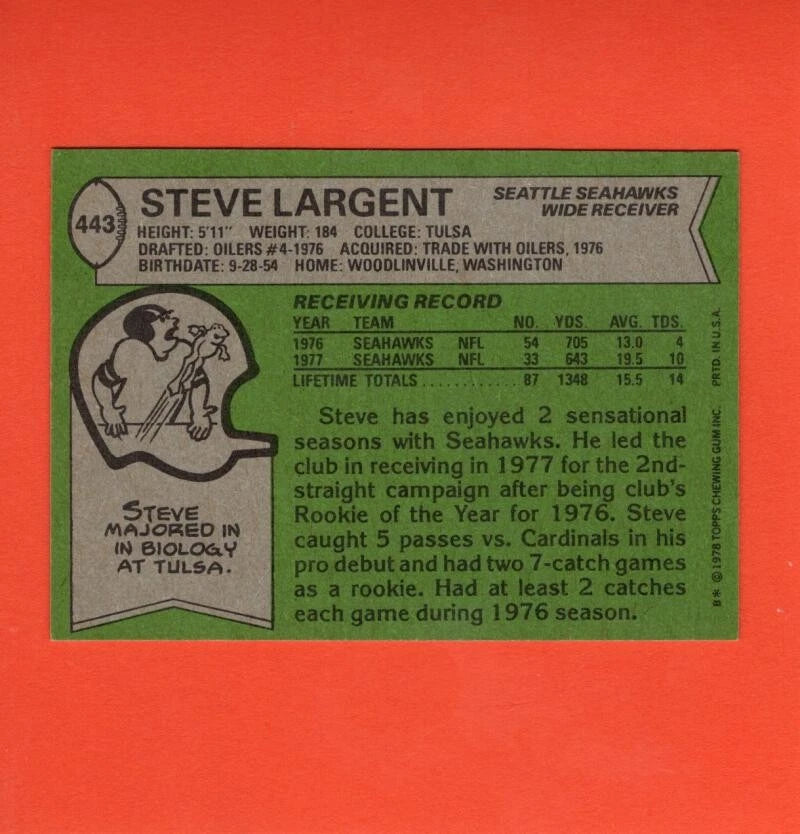 443
STEVE LARGENT
SEATTLE SEAHAWKS
WIDE RECEIVER
HEIGHT: 5'11" WEIGHT: 184 COLLEGE: TULSA
DRAFTED: OILERS #4-1976 ACQUIRED: TRADE WITH OILERS, 1976
BIRTHDATE: 9-28-54 HOME: WOODLINVILLE, WASHINGTON
RECEIVING RECORD
YEAR TEAM NO. YDS. AVG. TDS.
1976 SEAHAWKS NFL 54 705 13.0 4
1977 SEAHAWKS NFL 33 643 19.5 10
LIFETIME TOTALS............ 87 1348 15.5 14
Steve has enjoyed 2 sensational
seasons with Seahawks. He led the
club in receiving in 1977 for the 2nd-
straight campaign after being club's
Rookie of the Year for 1976. Steve
caught 5 passes vs. Cardinals in his
pro debut and had two 7-catch games
as a rookie. Had at least 2 catches
each game during 1976 season.
STEVE
MAJORED IN
IN BIOLOGY
AT TULSA.
B* © 1978 TOPPS CHEWING GUM INC. PRTD. IN U.S.A.